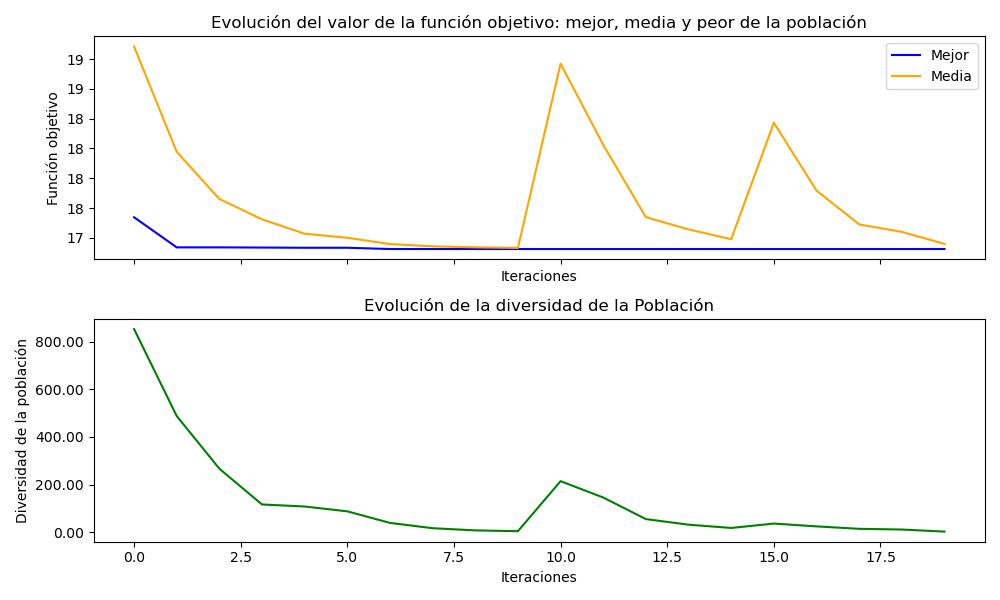 Evolución del valor de la función objetivo: mejor, media y peor de la población
Mejor
Media
Función objetivo
19
19
18
18
18
18
17
Iteraciones
Evolución de la diversidad de la Población
Diversidad de la población
800.00
600.00
400.00
200.00
0.00
0.0 2.5 5.0 7.5 10.0 12.5 15.0 17.5
Iteraciones